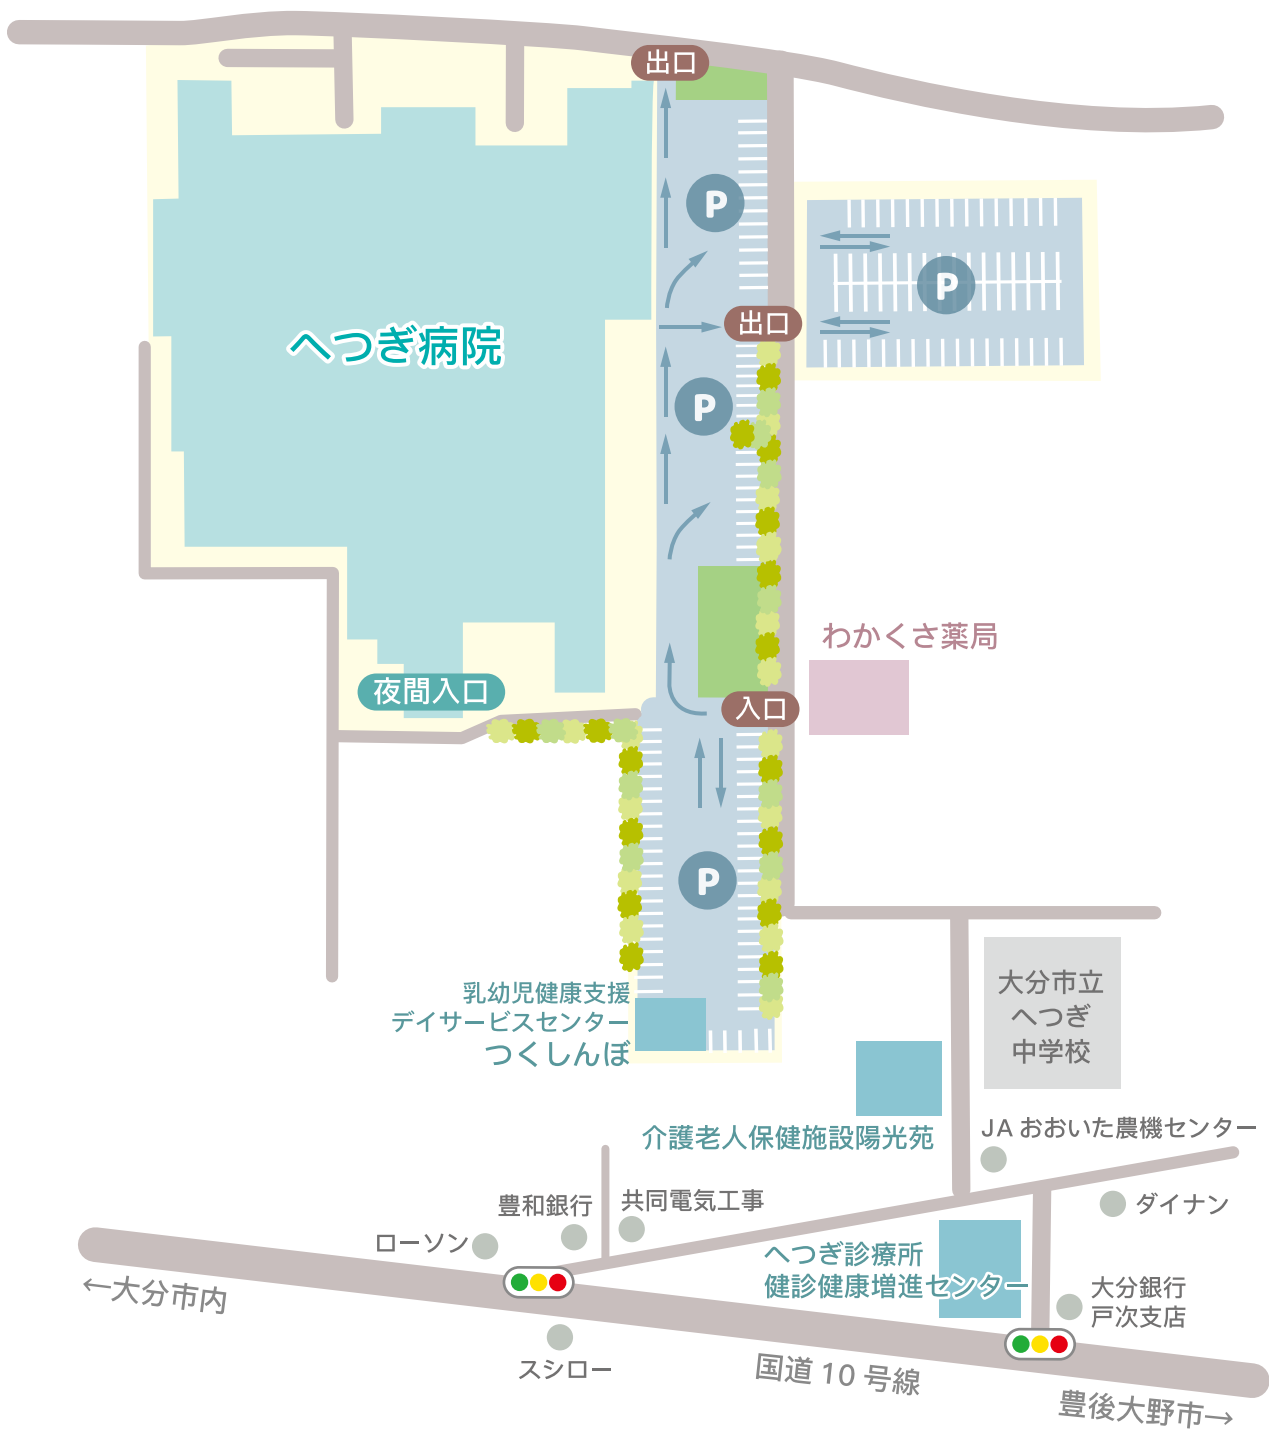 出口
P
P
出口
へつぎ病院
P
わかくさ薬局
夜間入口
入口
P
乳幼児健康支援
デイサービスセンター
つくしんぼ
大分市立
へつぎ
中学校
介護老人保健施設陽光苑
JAおおいた農機センター
豊和銀行
共同電気工事
ダイナン
ローソン
へつぎ診療所
健診健康増進センター
←大分市内
大分銀行
戸次支店
スシロー
国道10号線
豊後大野市→